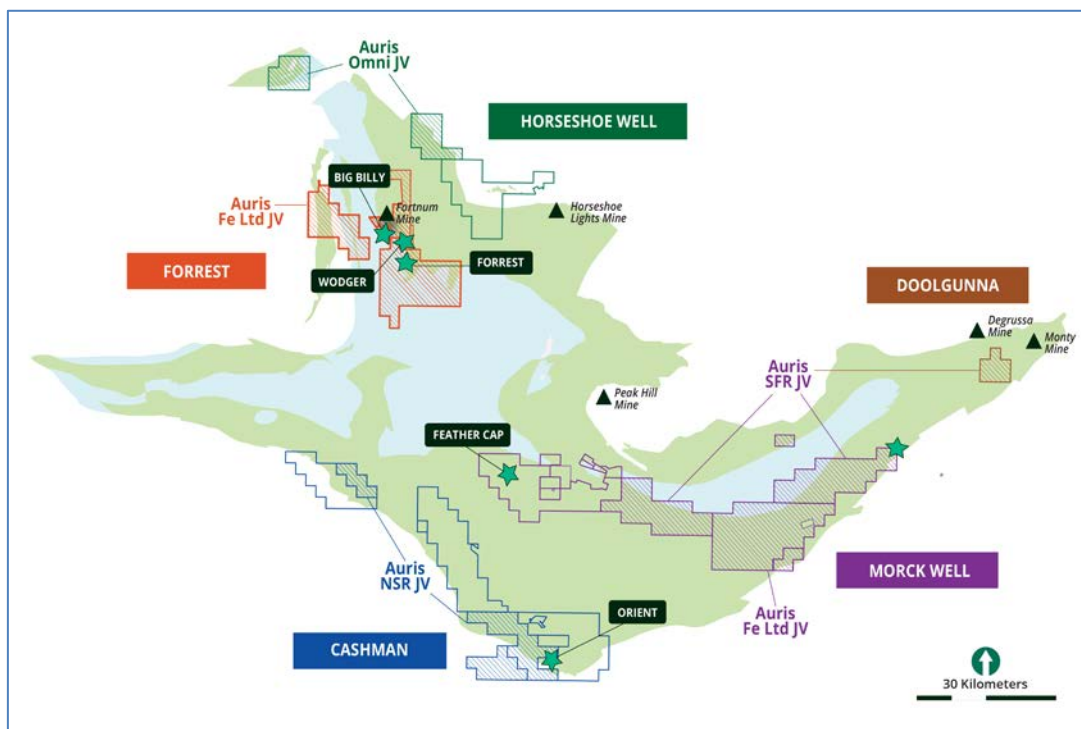 Auris
Omni JV
HORSESHOE WELL
BIG BILLY
Auris
Fe Ltd JV
Fortnum
Mine
Horseshoe
Lights Mine
FORREST
WODGER
FORREST
DOOLGUNNA
Degrussa
Mine
Monty
Mine
Auris
SFR JV
Peak Hill
Mine
FEATHER CAP
Auris
NSR JV
MORCK WELL
ORIENT
Auris
Fe Ltd JV
CASHMAN
30 Kilometers